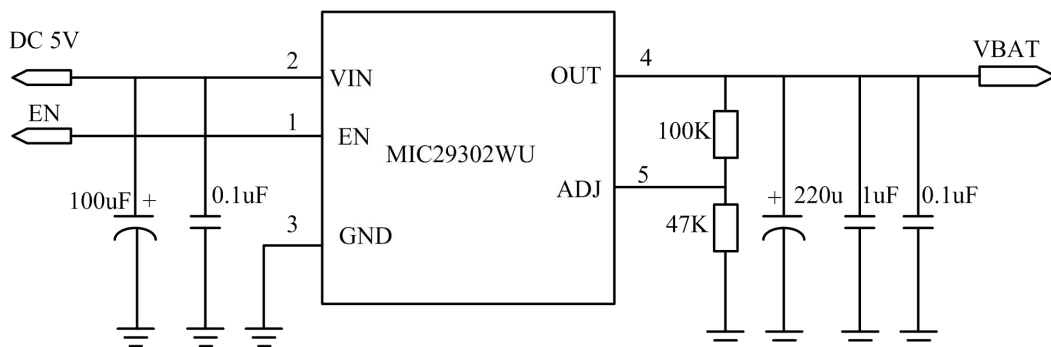 DC 5V
VBAT
2
VIN
OUT
4
EN
1
EN
100K
MIC29302WU
5
ADJ
100uF
+
0.1uF
+
220u
1uF
0.1uF
3
GND
47K